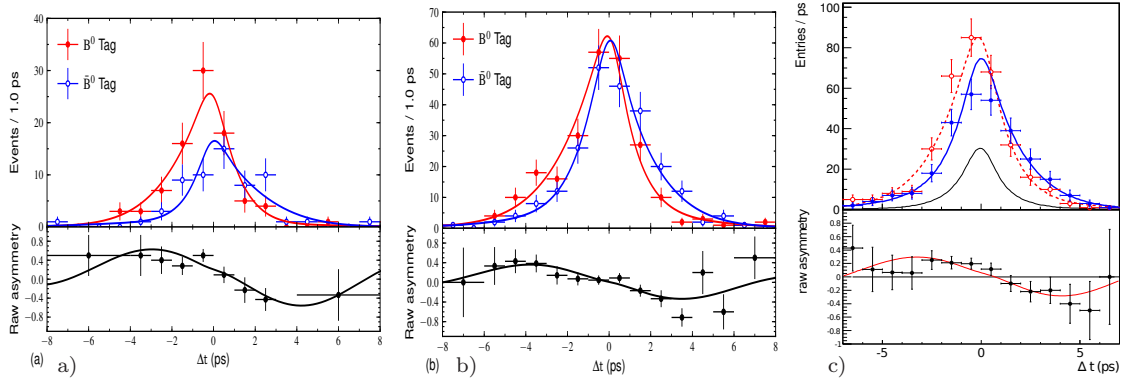 Events / 1.0 ps
40
30
20
10
0
B⁰ Tag
B̄⁰ Tag
Raw asymmetry
0.8
0.4
0.0
−0.4
−0.8
−8 −6 −4 −2 0 2 4 6 8
Δt (ps)
(a) a)
Events / 1.0 ps
70
60
50
40
30
20
10
0
B⁰ Tag
B̄⁰ Tag
Raw asymmetry
0.8
0.4
0.0
−0.4
−0.8
−8 −6 −4 −2 0 2 4 6 8
Δt (ps)
(b) b)
Entries / ps
100
80
60
40
20
0
raw asymmetry
0.8
0.6
0.4
0.2
0
-0.2
-0.4
-0.6
-0.8
-1
-5 0 5
Δ t (ps)
c)